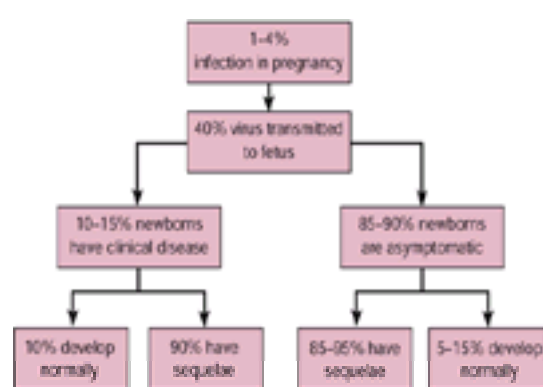 1–4%
infection in pregnancy
40% virus transmitted
to fetus
10–15% newborns
have clinical disease
85–90% newborns
are asymptomatic
10% develop
normally
90% have
sequelae
85–95% have
sequelae
5–15% develop
normally